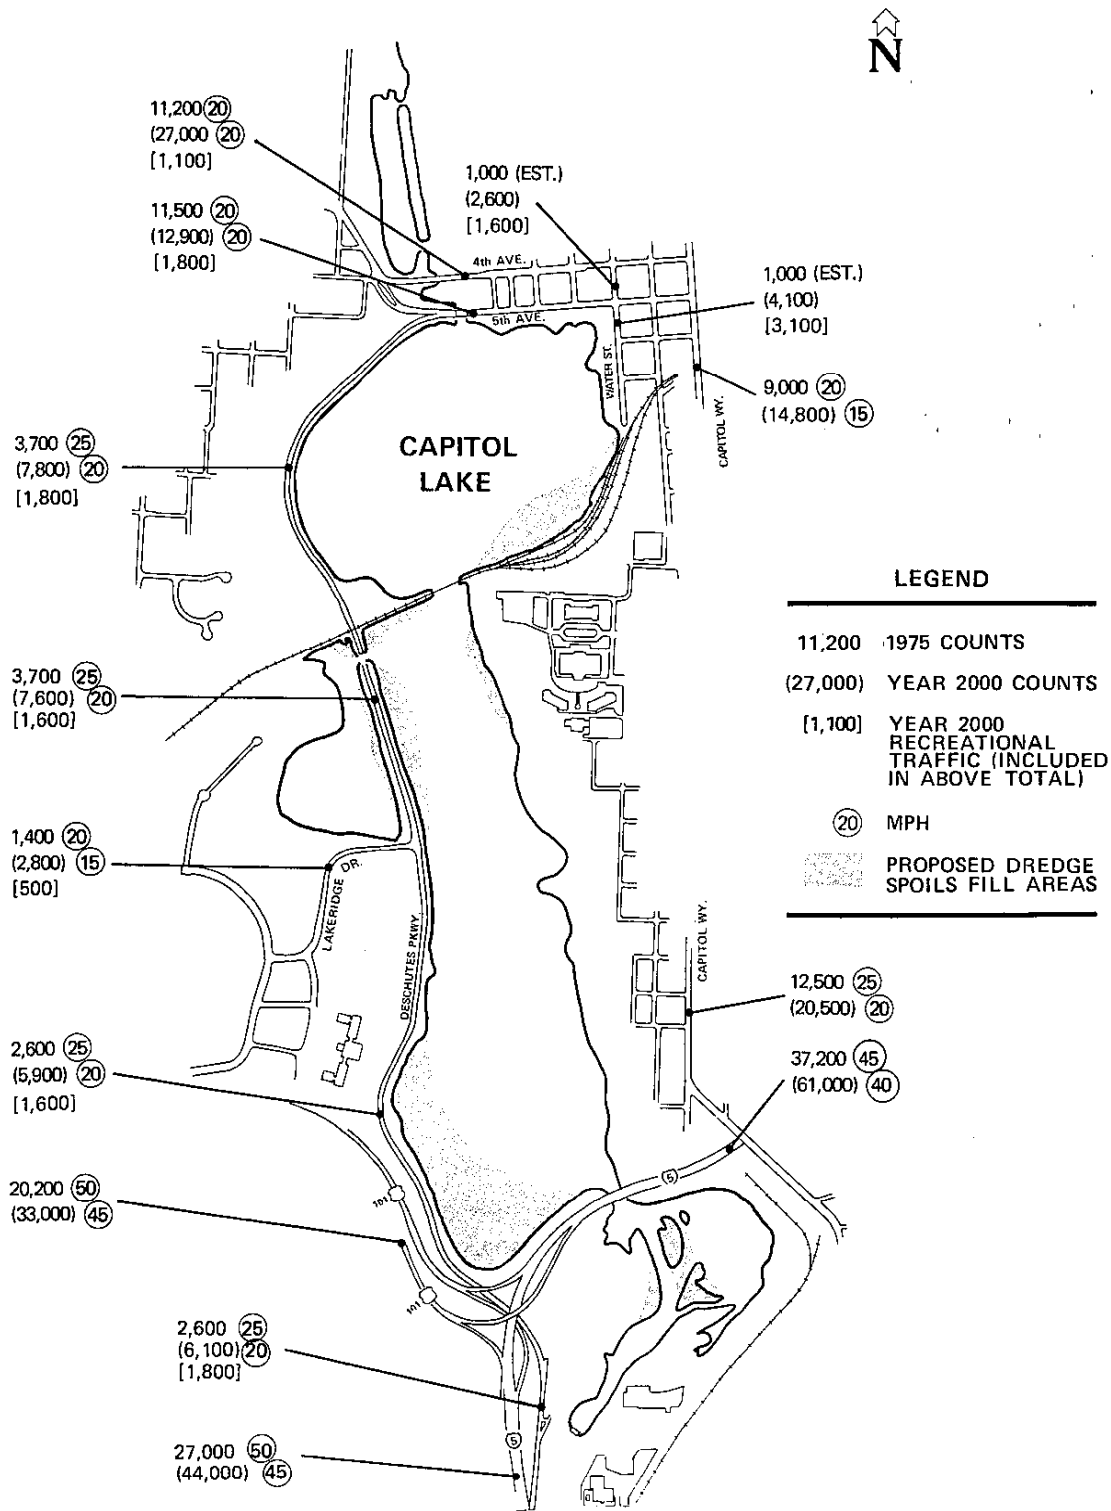 N
11,200 20
(27,000) 20
[1,100]
11,500 20
(12,900) 20
[1,800]
1,000 (EST.)
(2,600)
[1,600]
4th AVE.
5th AVE.
1,000 (EST.)
(4,100)
[3,100]
WATER ST.
9,000 20
(14,800) 15
CAPITOL WY.
3,700 25
(7,800) 20
[1,800]
CAPITOL
LAKE
LEGEND
11,200 1975 COUNTS
(27,000) YEAR 2000 COUNTS
[1,100] YEAR 2000
RECREATIONAL
TRAFFIC (INCLUDED
IN ABOVE TOTAL)
20 MPH
PROPOSED DREDGE
SPOILS FILL AREAS
3,700 25
(7,600) 20
[1,600]
1,400 20
(2,800) 15
[500]
LAKERIDGE DR.
DESCHUTES PKWY.
CAPITOL WY.
12,500 25
(20,500) 20
2,600 25
(5,900) 20
[1,600]
37,200 45
(61,000) 40
5
20,200 50
(33,000) 45
101
101
2,600 25
(6,100) 20
[1,800]
5
27,000 50
(44,000) 45